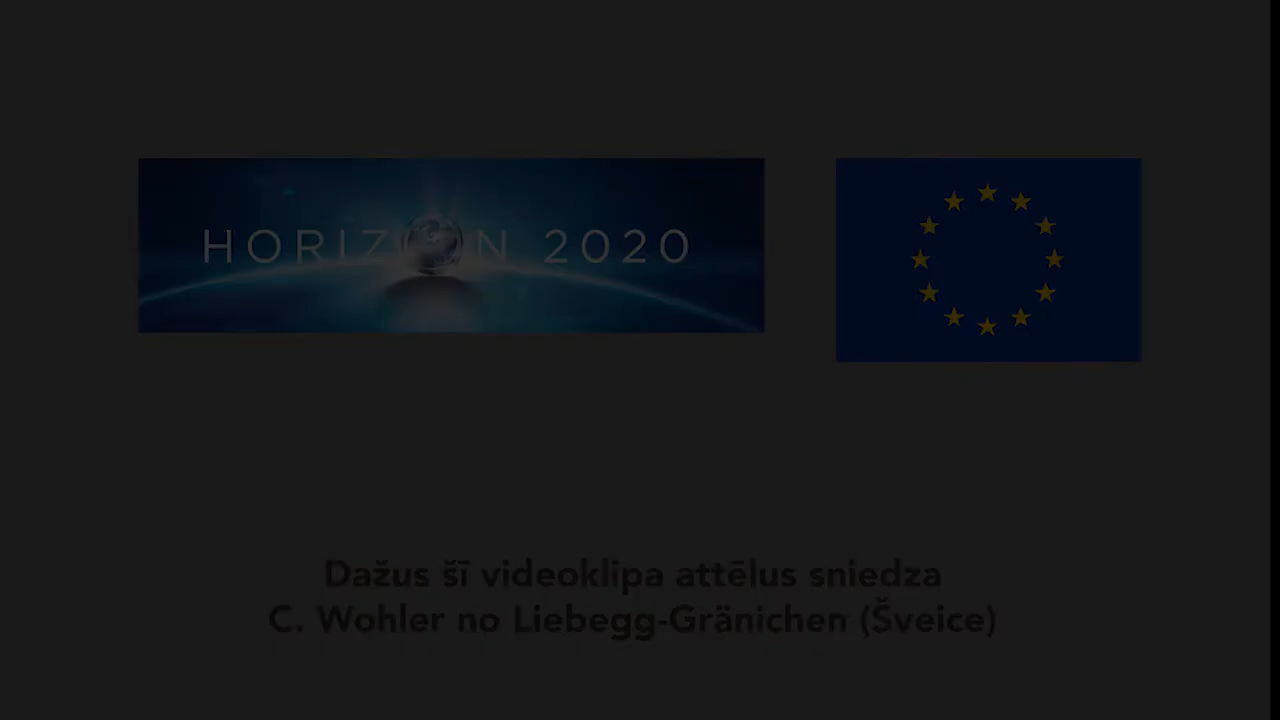 HORIZON 2020
Dažus šī videoklipa attēlus sniedza
C. Wohler no Liebegg-Gränichen (Šveice)